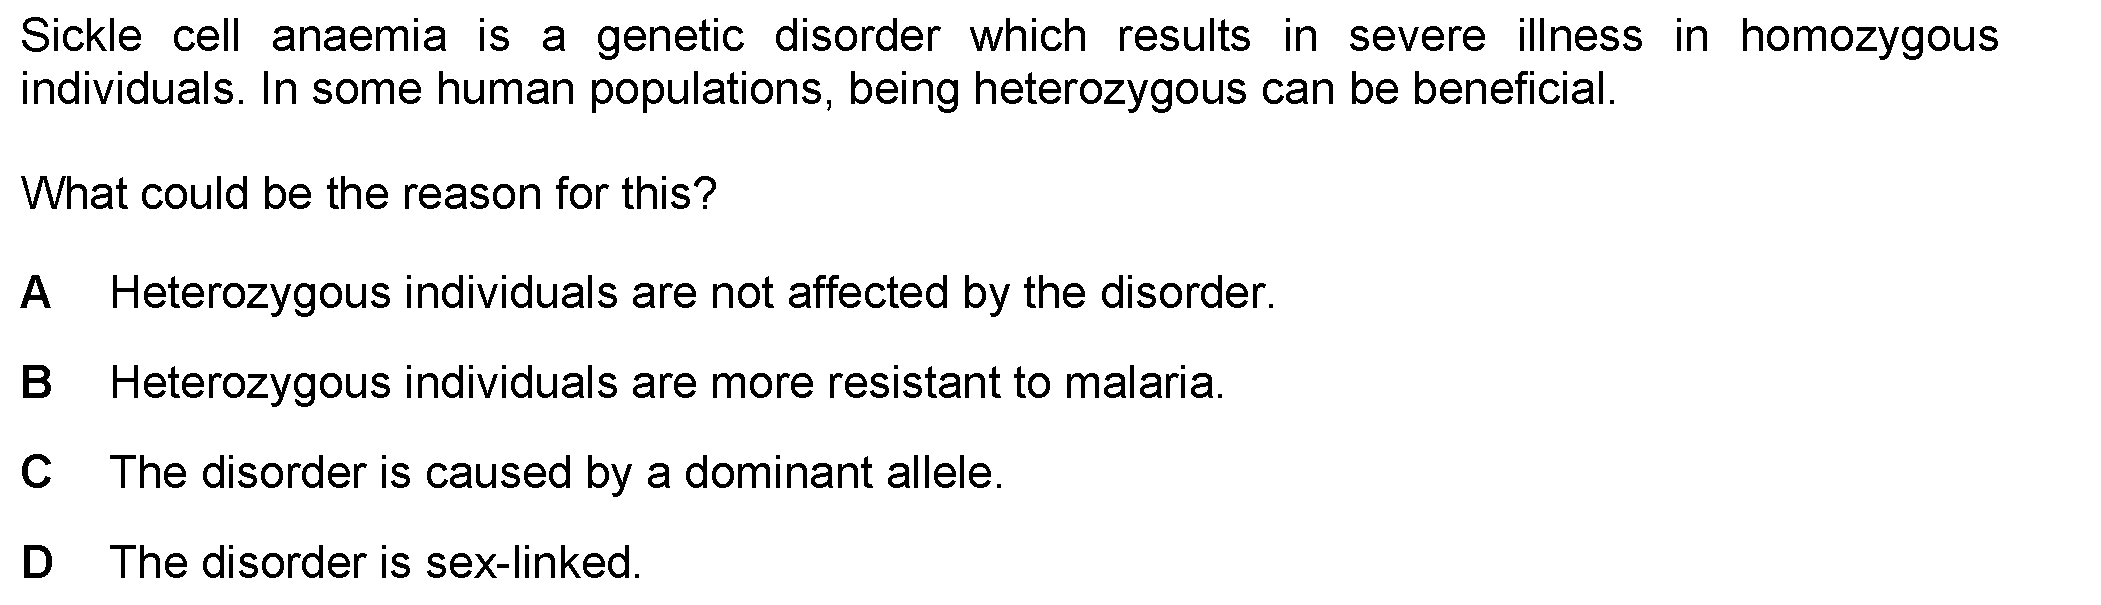 Sickle cell anaemia is a genetic disorder which results in severe illness in homozygous
individuals. In some human populations, being heterozygous can be beneficial.
What could be the reason for this?
A Heterozygous individuals are not affected by the disorder.
B Heterozygous individuals are more resistant to malaria.
C The disorder is caused by a dominant allele.
D The disorder is sex-linked.